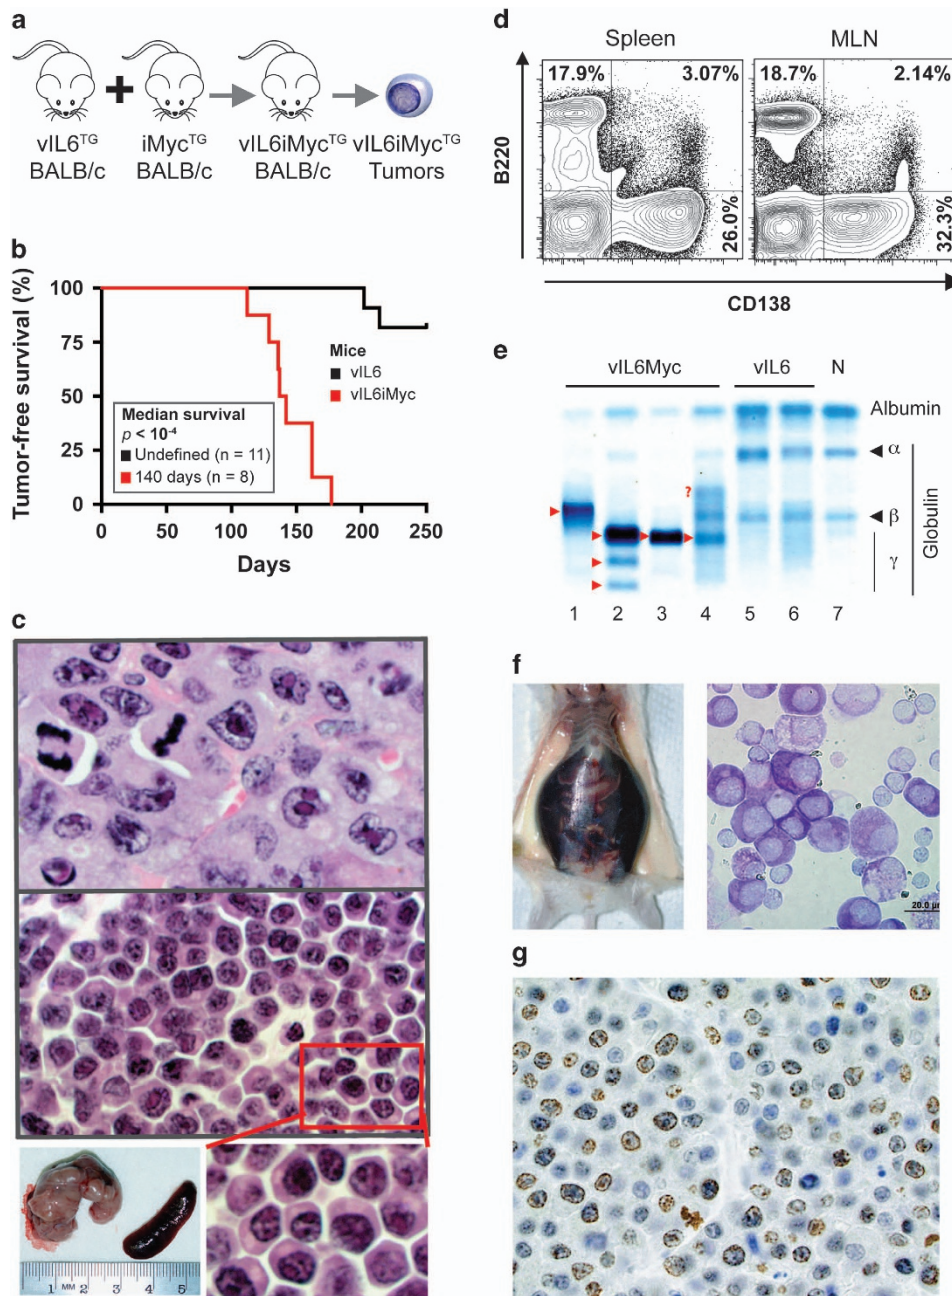 a
vIL6TG + iMycTG vIL6iMycTG vIL6iMycTG
BALB/c BALB/c BALB/c Tumors
b
Tumor-free survival (%)
100
75
50
25
0
0 50 100 150 200 250
Days
Mice
vIL6
vIL6iMyc
Median survival
p < 10-4
Undefined (n = 11)
140 days (n = 8)
c
1 MM 2 3 4 5
d
Spleen MLN
17.9% 3.07% 18.7% 2.14%
26.0% 32.3%
B220
CD138
e
vIL6Myc vIL6 N
Albumin
α
?
β
γ
Globulin
1 2 3 4 5 6 7
f
20.0 µ
g